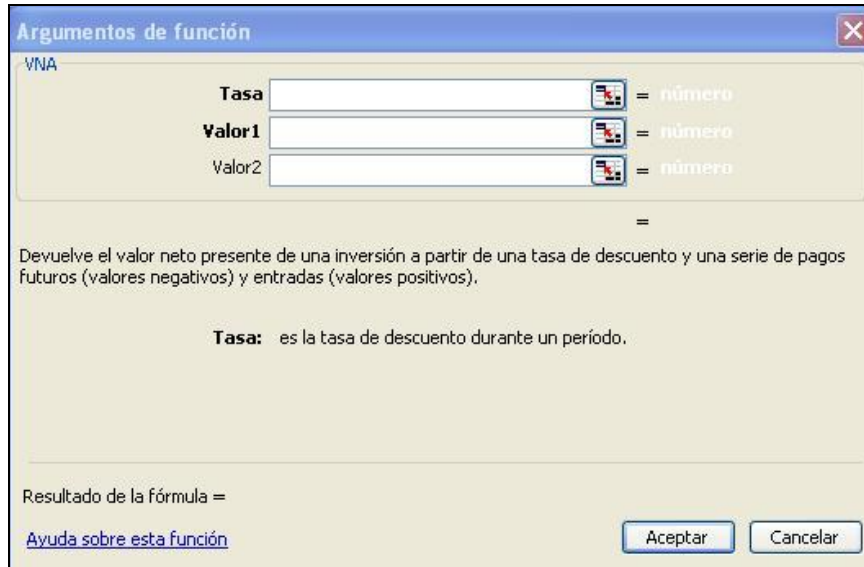 Argumentos de función
VNA
Tasa = número
Valor1 = número
Valor2 = número
=
Devuelve el valor neto presente de una inversión a partir de una tasa de descuento y una serie de pagos
futuros (valores negativos) y entradas (valores positivos).
Tasa: es la tasa de descuento durante un período.
Resultado de la fórmula =
Ayuda sobre esta función Aceptar Cancelar